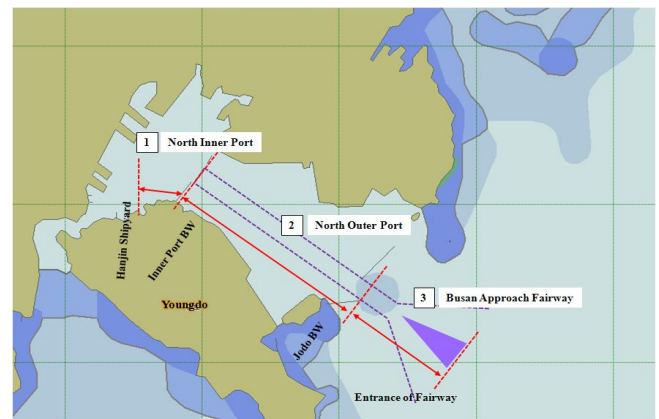 1 North Inner Port
2 North Outer Port
Hanjin Shipyard
Inner Port BW
3 Busan Approach Fairway
Youngdo
Jodo BW
Entrance of Fairway